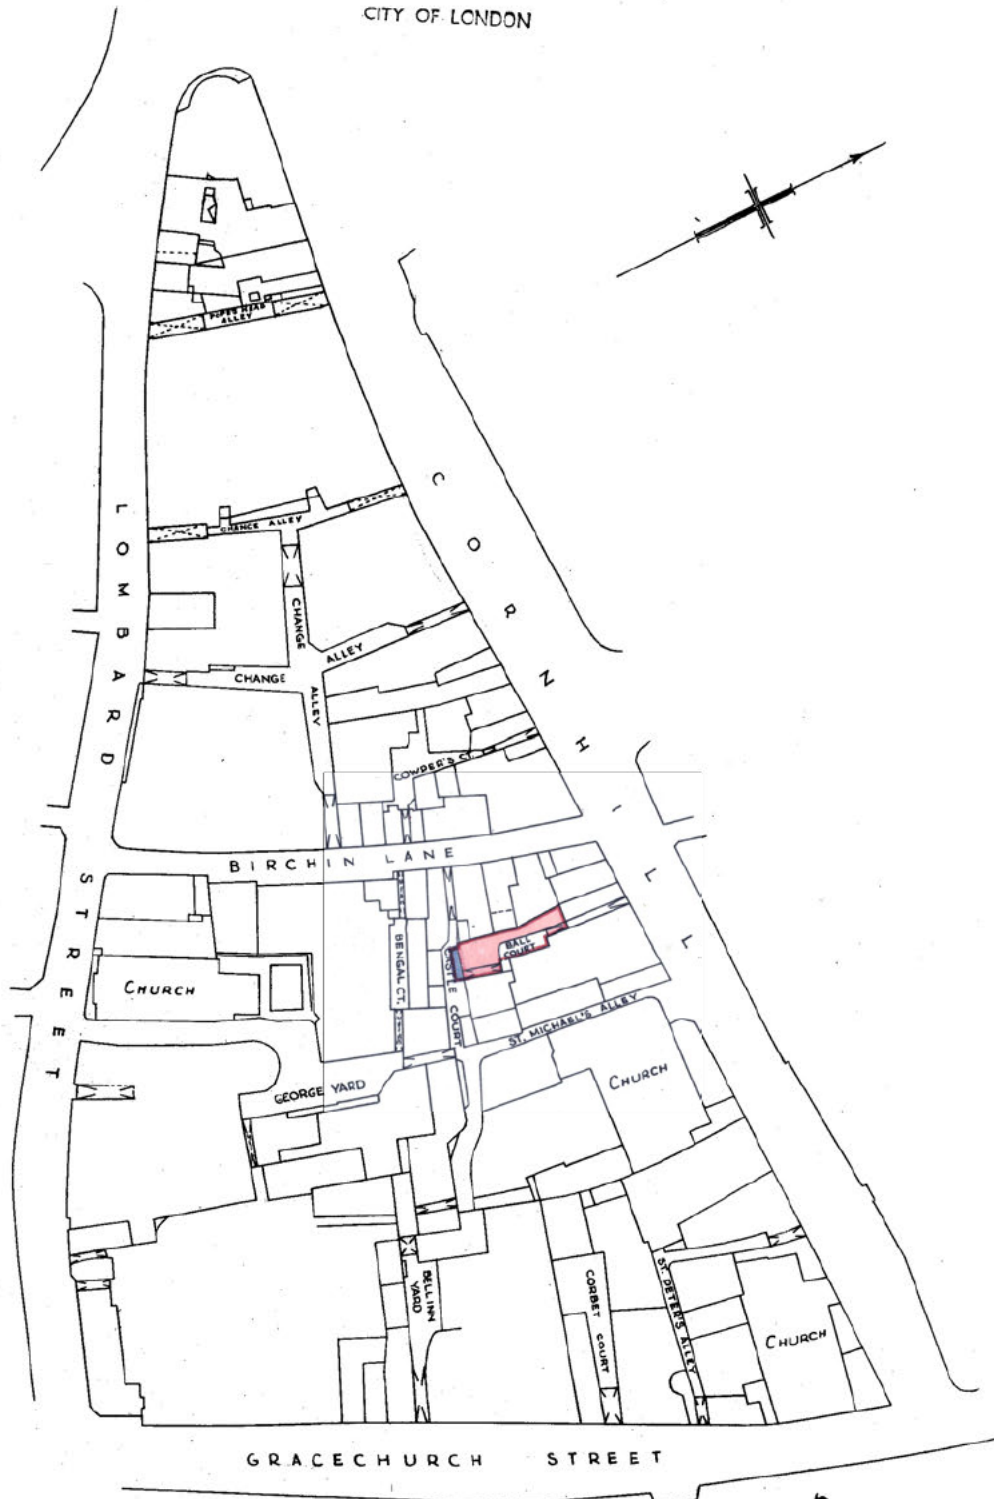 CITY OF LONDON
POPES HEAD
ALLEY
CORNHILL
LOMBARD STREET
CHANGE ALLEY
CHANGE
ALLEY
CHANGE
ALLEY
COWPER'S CT.
BIRCHIN LANE
BENGAL CT.
CASTLE COURT
BALL
COURT
ST. MICHAEL'S ALLEY
CHURCH
CHURCH
GEORGE YARD
BELL INN
YARD
CORBET COURT
ST. PETER'S ALLEY
CHURCH
GRACECHURCH STREET